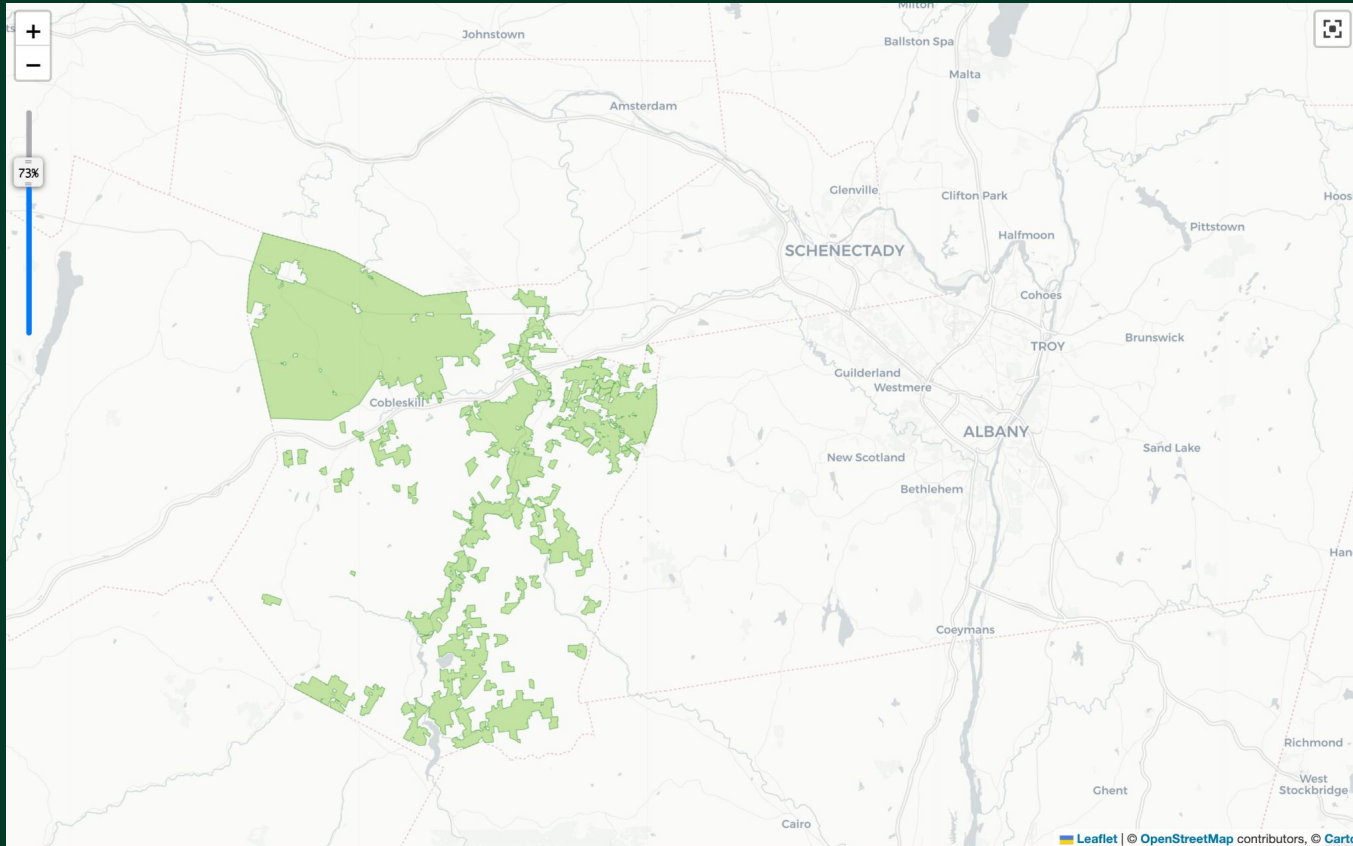 Milton
+
Johnstown
Ballston Spa
−
Malta
Amsterdam
73%
Glenville
Clifton Park
Hoos
Pittstown
Halfmoon
SCHENECTADY
Cohoes
TROY
Brunswick
Guilderland
Westmere
Cobleskill
ALBANY
New Scotland
Sand Lake
Bethlehem
Han
Coeymans
Richmond -
West
Stockbridge
Ghent
Cairo
Leaflet | © OpenStreetMap contributors, © Carto